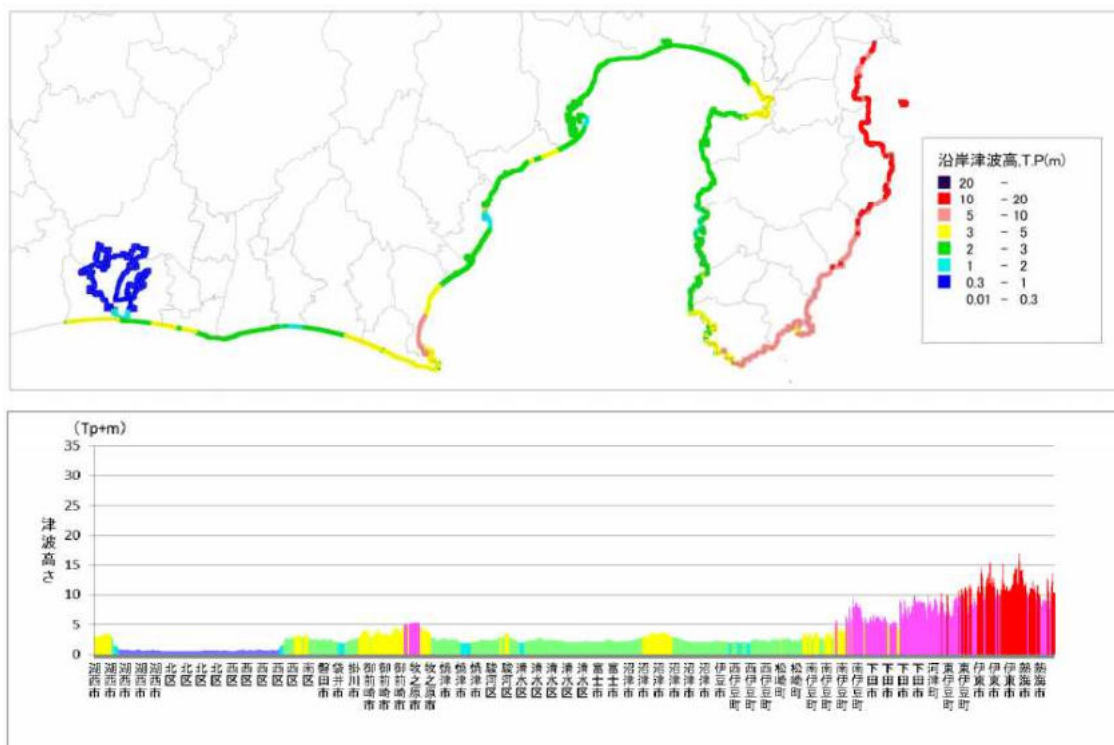 沿岸津波高,T.P(m)
20 -
10 - 20
5 - 10
3 - 5
2 - 3
1 - 2
0.3 - 1
0.01 - 0.3
(Tp+m)
35
30
25
20
15
10
5
0
津波高さ
湖西市
湖西市
湖西市
湖西市
湖西市
北区
北区
北区
北区
西区
西区
西区
西区
西区
南区
磐田市
袋井市
掛川市
御前崎市
御前崎市
御前崎市
牧之原市
牧之原市
焼津市
焼津市
焼津市
駿河区
駿河区
清水区
清水区
清水区
清水区
清水区
富士市
富士市
沼津市
沼津市
沼津市
沼津市
沼津市
沼津市
伊豆市
西伊豆町
西伊豆町
西伊豆町
松崎町
松崎町
南伊豆町
南伊豆町
南伊豆町
南伊豆町
下田市
下田市
下田市
下田市
河津町
東伊豆町
東伊豆町
伊東市
伊東市
伊東市
熱海市
熱海市